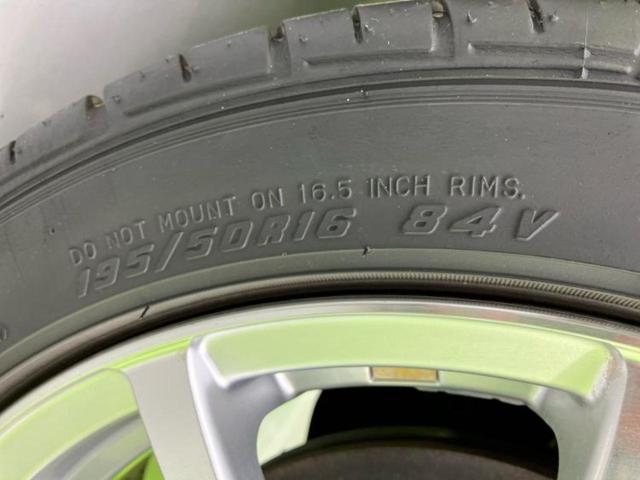 DO NOT MOUNT ON 16.5 INCH RIMS.
195/50R16 84V